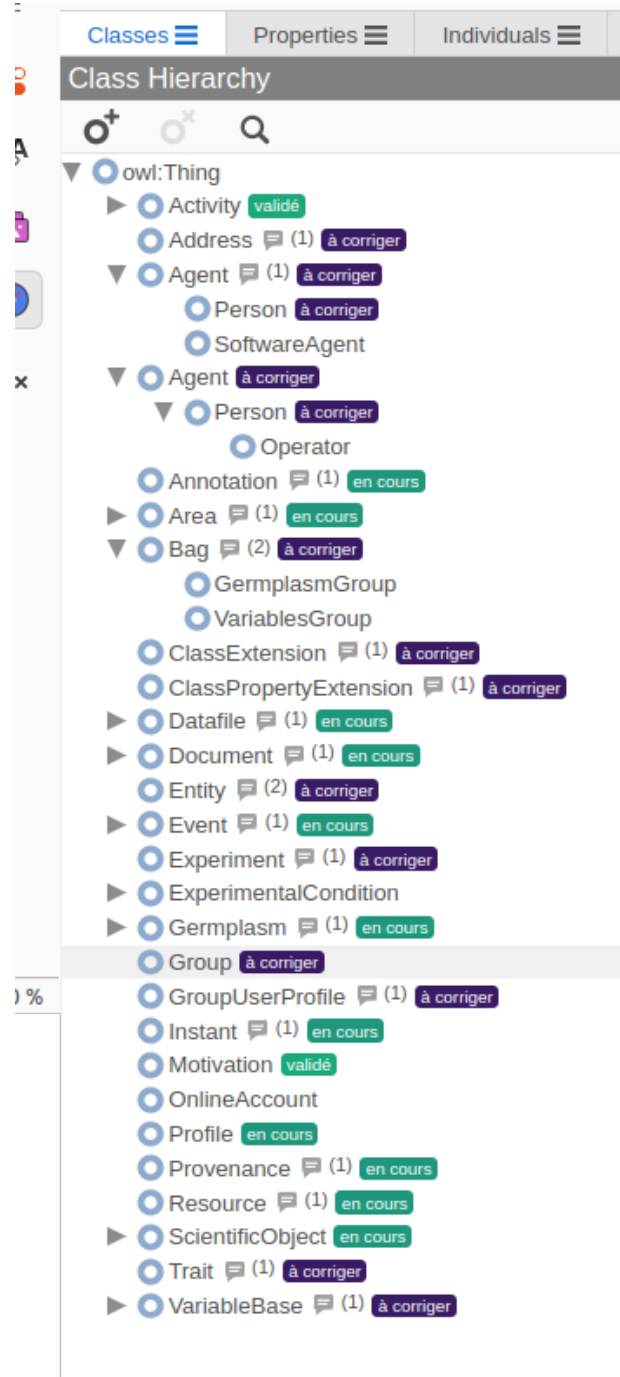 Classes Properties Individuals
Class Hierarchy
owl:Thing
Activity validé
Address (1) à corriger
Agent (1) à corriger
Person à corriger
SoftwareAgent
Agent à corriger
Person à corriger
Operator
Annotation (1) en cours
Area (1) en cours
Bag (2) à corriger
GermplasmGroup
VariablesGroup
ClassExtension (1) à corriger
ClassPropertyExtension (1) à corriger
Datafile (1) en cours
Document (1) en cours
Entity (2) à corriger
Event (1) en cours
Experiment (1) à corriger
ExperimentalCondition
Germplasm (1) en cours
Group à corriger
GroupUserProfile (1) à corriger
Instant (1) en cours
Motivation validé
OnlineAccount
Profile en cours
Provenance (1) en cours
Resource (1) en cours
ScientificObject en cours
Trait (1) à corriger
VariableBase (1) à corriger